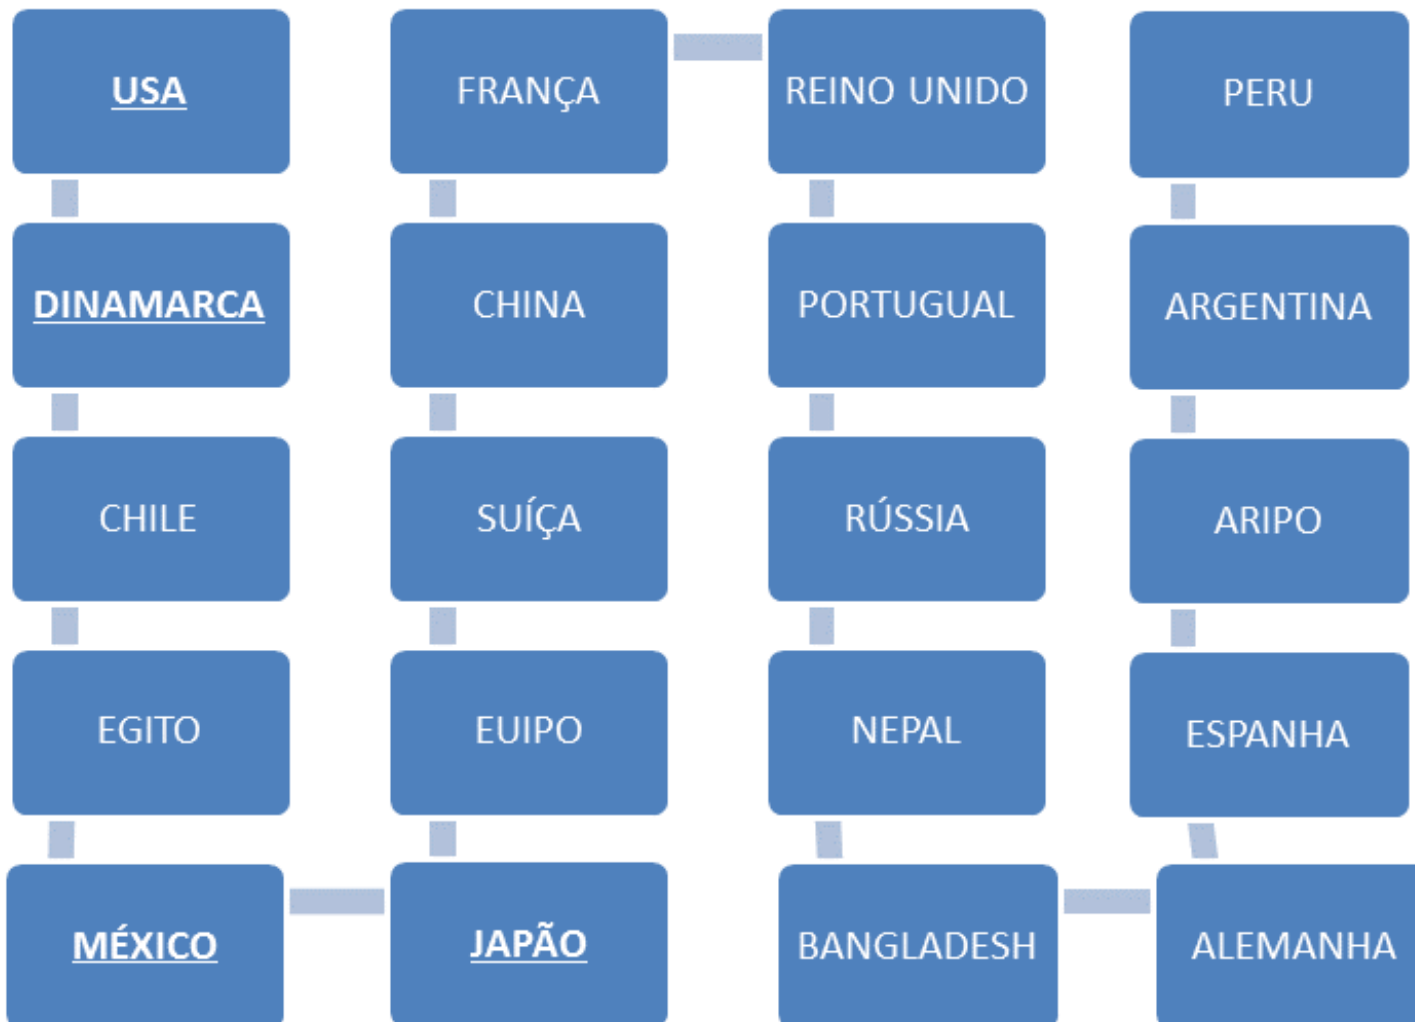 USA
DINAMARCA
CHILE
EGITO
MÉXICO
JAPÃO
EUIPO
SUÍÇA
CHINA
FRANÇA
REINO UNIDO
PORTUGUAL
RÚSSIA
NEPAL
BANGLADESH
ALEMANHA
ESPANHA
ARIPO
ARGENTINA
PERU